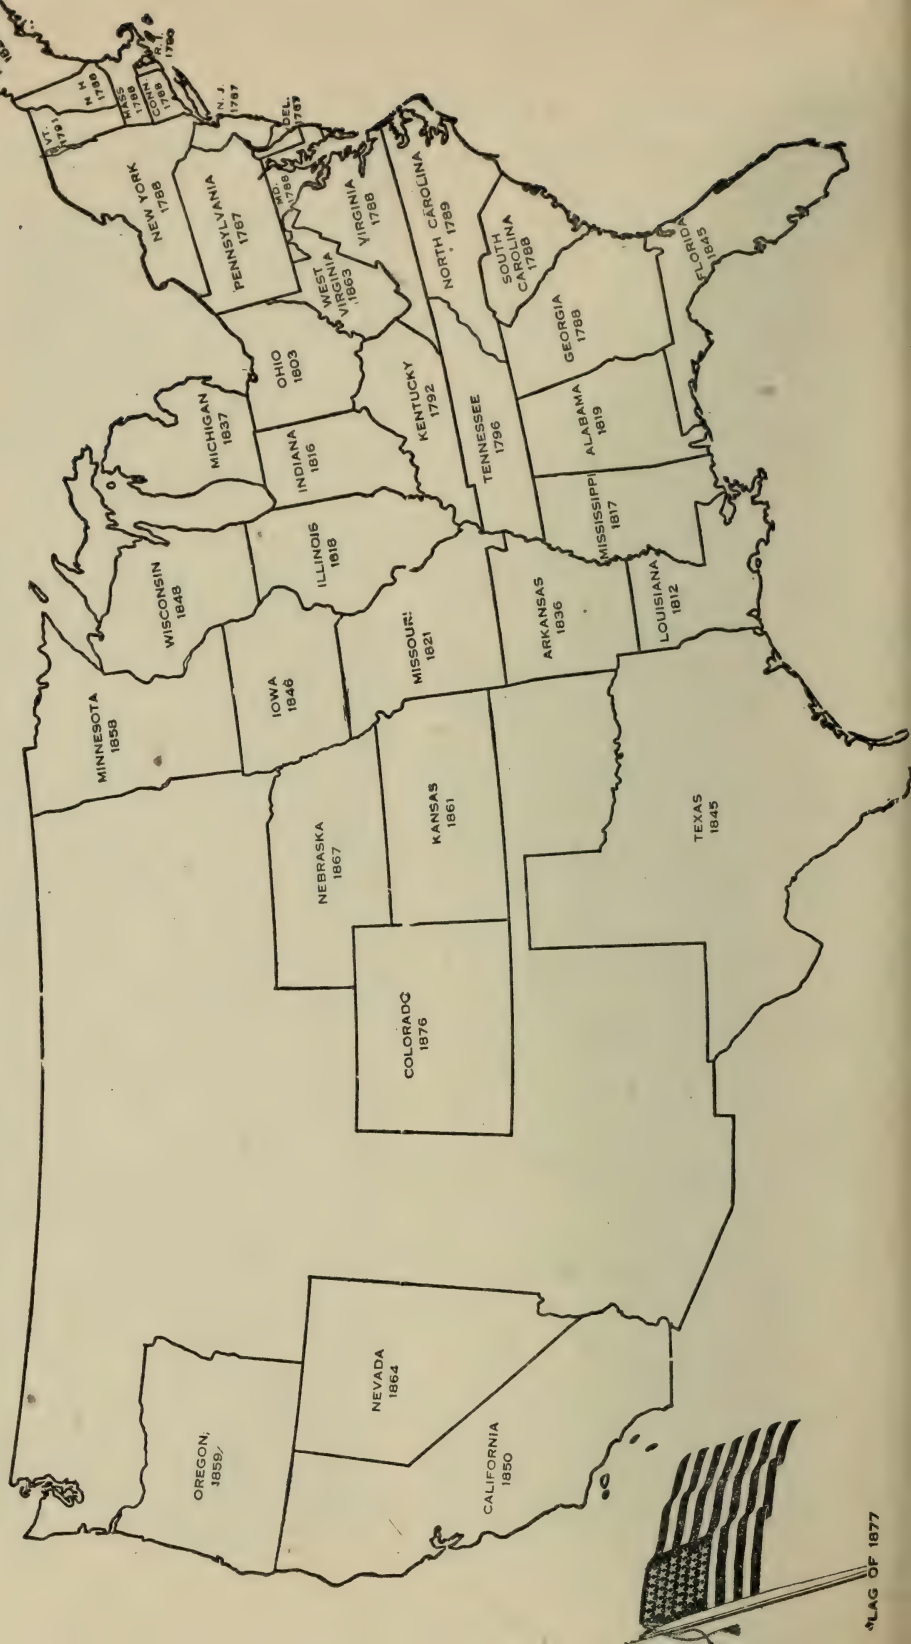 OREGON
1859
NEVADA
1864
CALIFORNIA
1850
COLORADO
1876
NEBRASKA
1867
KANSAS
1861
TEXAS
1845
MINNESOTA
1858
IOWA
1846
MISSOURI
1821
ARKANSAS
1836
LOUISIANA
1812
WISCONSIN
1848
ILLINOIS
1818
MISSISSIPPI
1817
MICHIGAN
1837
INDIANA
1816
KENTUCKY
1792
TENNESSEE
1796
ALABAMA
1819
OHIO
1803
GEORGIA
1788
WEST
VIRGINIA
1863
PENNSYLVANIA
1787
VIRGINIA
1788
NORTH CAROLINA
1789
SOUTH
CAROLINA
1788
FLORIDA
1845
NEW YORK
1788
MD.
1788
VT.
1791
N H
1788
MASS
1788
CONN.
1788
R.I.
1790
N.J.
1787
DEL.
1787
FLAG OF 1877